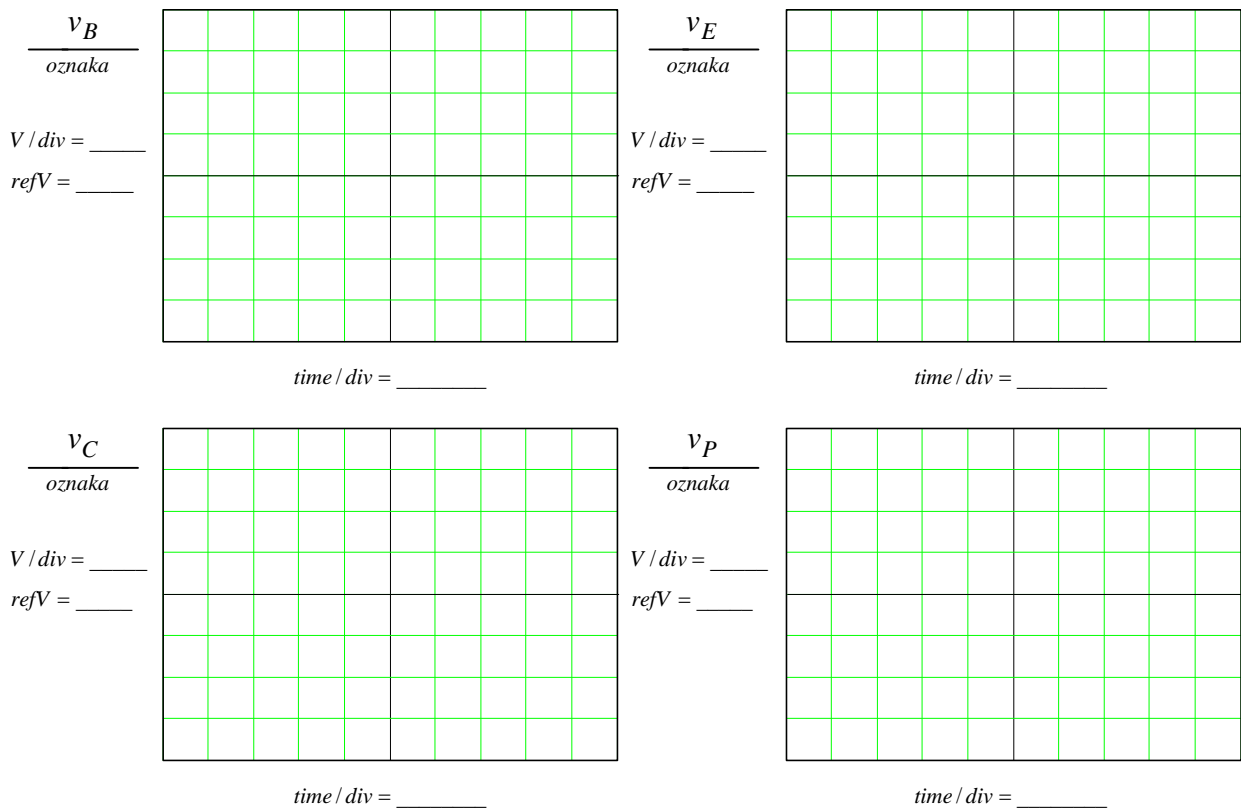 v_B
oznaka
V / div = _____
refV = _____
time / div = ________
v_E
oznaka
V / div = _____
refV = _____
time / div = ________
v_C
oznaka
V / div = _____
refV = _____
time / div = ________
v_P
oznaka
V / div = _____
refV = _____
time / div = ________